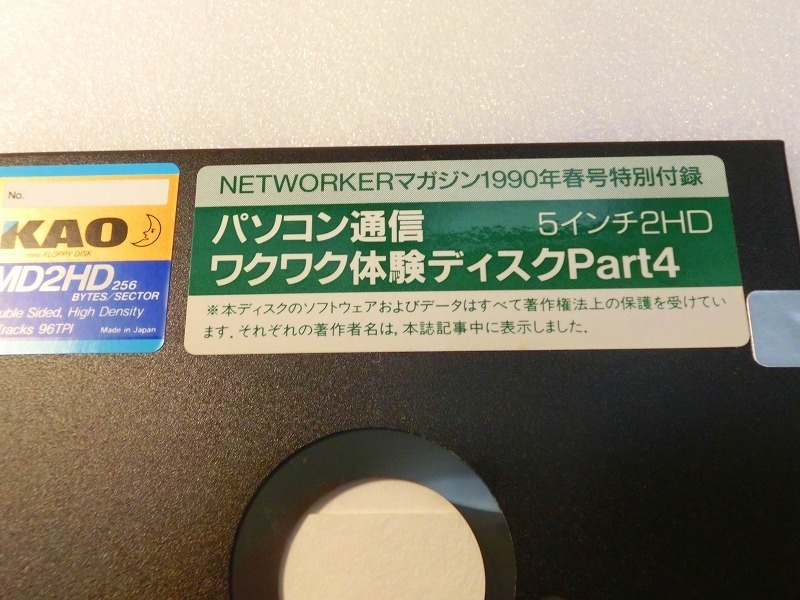 No.
KAO
FLOPPY DISK
MD2HD 256
BYTES/SECTOR
uble Sided, High Density
Tracks 96TPI
Made in Japan
NETWORKERマガジン1990年春号特別付録
パソコン通信 5インチ2HD
ワクワク体験ディスクPart4
※本ディスクのソフトウェアおよびデータはすべて著作権法上の保護を受けてい
ます．それぞれの著作者名は，本誌記事中に表示しました．